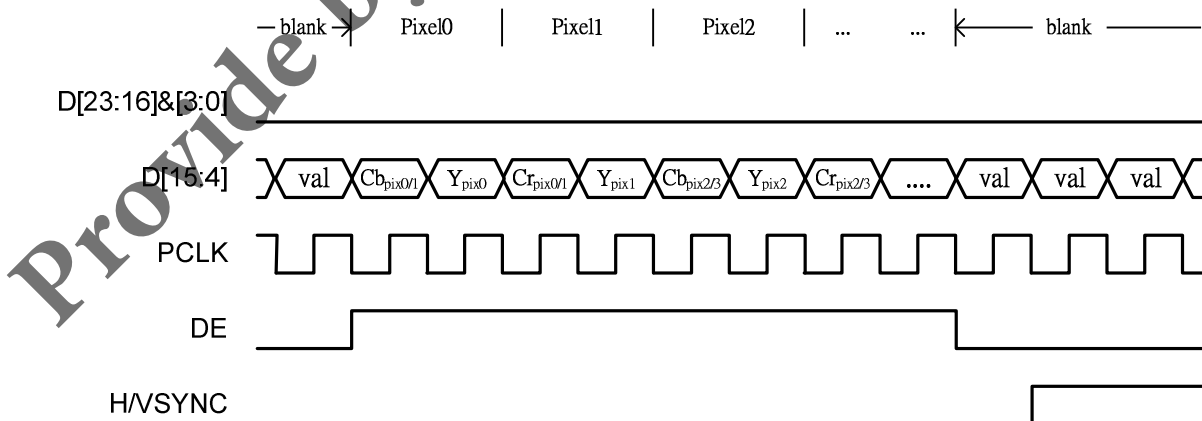 blank Pixel0 Pixel1 Pixel2 ... ... blank
D[23:16]&[3:0]
D[15:4] val Cbpix0/1 Ypix0 Crpix0/1 Ypix1 Cbpix2/3 Ypix2 Crpix2/3 .... val val val
PCLK
DE
H/VSYNC
Provide by